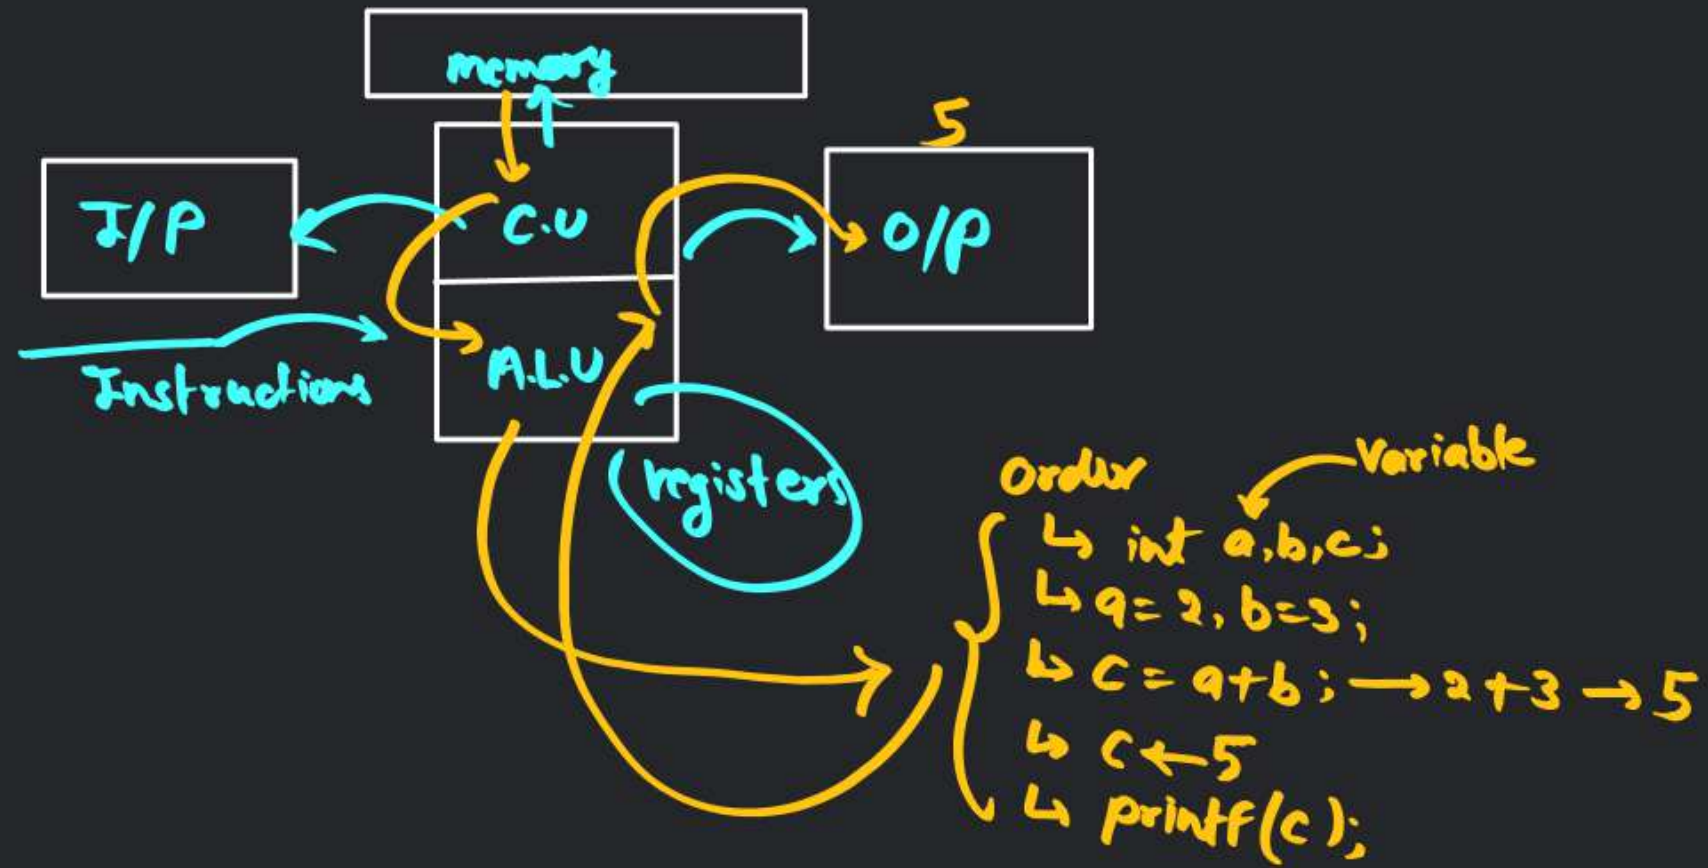 memory
5
I/P
C.U
O/P
Instructions
A.L.U
registers
Order
Variable
int a,b,c;
a=2, b=3;
C = a+b ; → 2+3 → 5
C ← 5
printf(c);